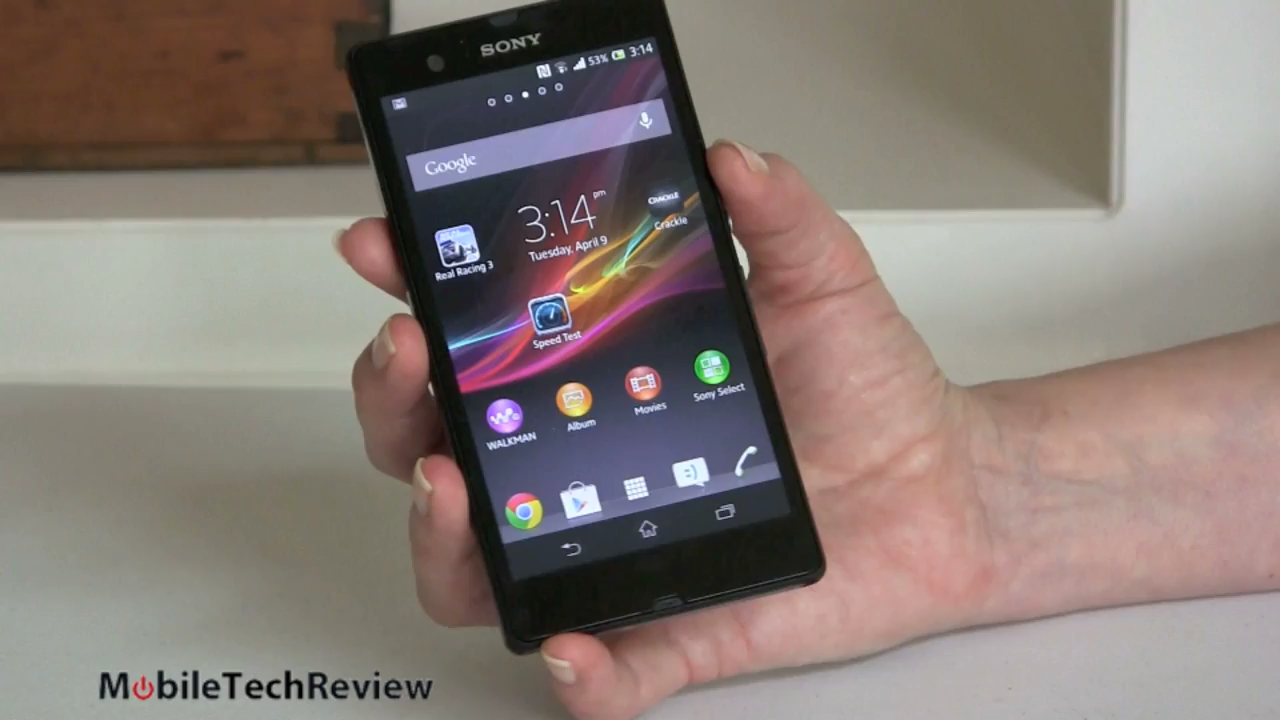 SONY
53% 3:14
Google
3:14 pm
Tuesday, April 9
CRACKLE
Crackle
Real Racing 3
Speed Test
WALKMAN
Album
Movies
Sony Select
MobileTechReview